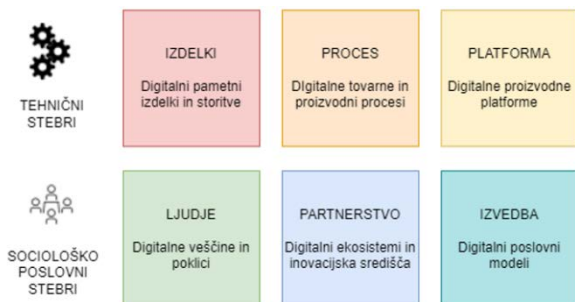 TEHNIČNI
STEBRI
IZDELKI
Digitalni pametni
izdelki in storitve
PROCES
DIgitalne tovarne in
proizvodni procesi
PLATFORMA
Digitalne proizvodne
platforme
SOCIOLOŠKO
POSLOVNI
STEBRI
LJUDJE
Digitalne veščine in
poklici
PARTNERSTVO
Digitalni ekosistemi in
inovacijska središča
IZVEDBA
Digitalni poslovni
modeli